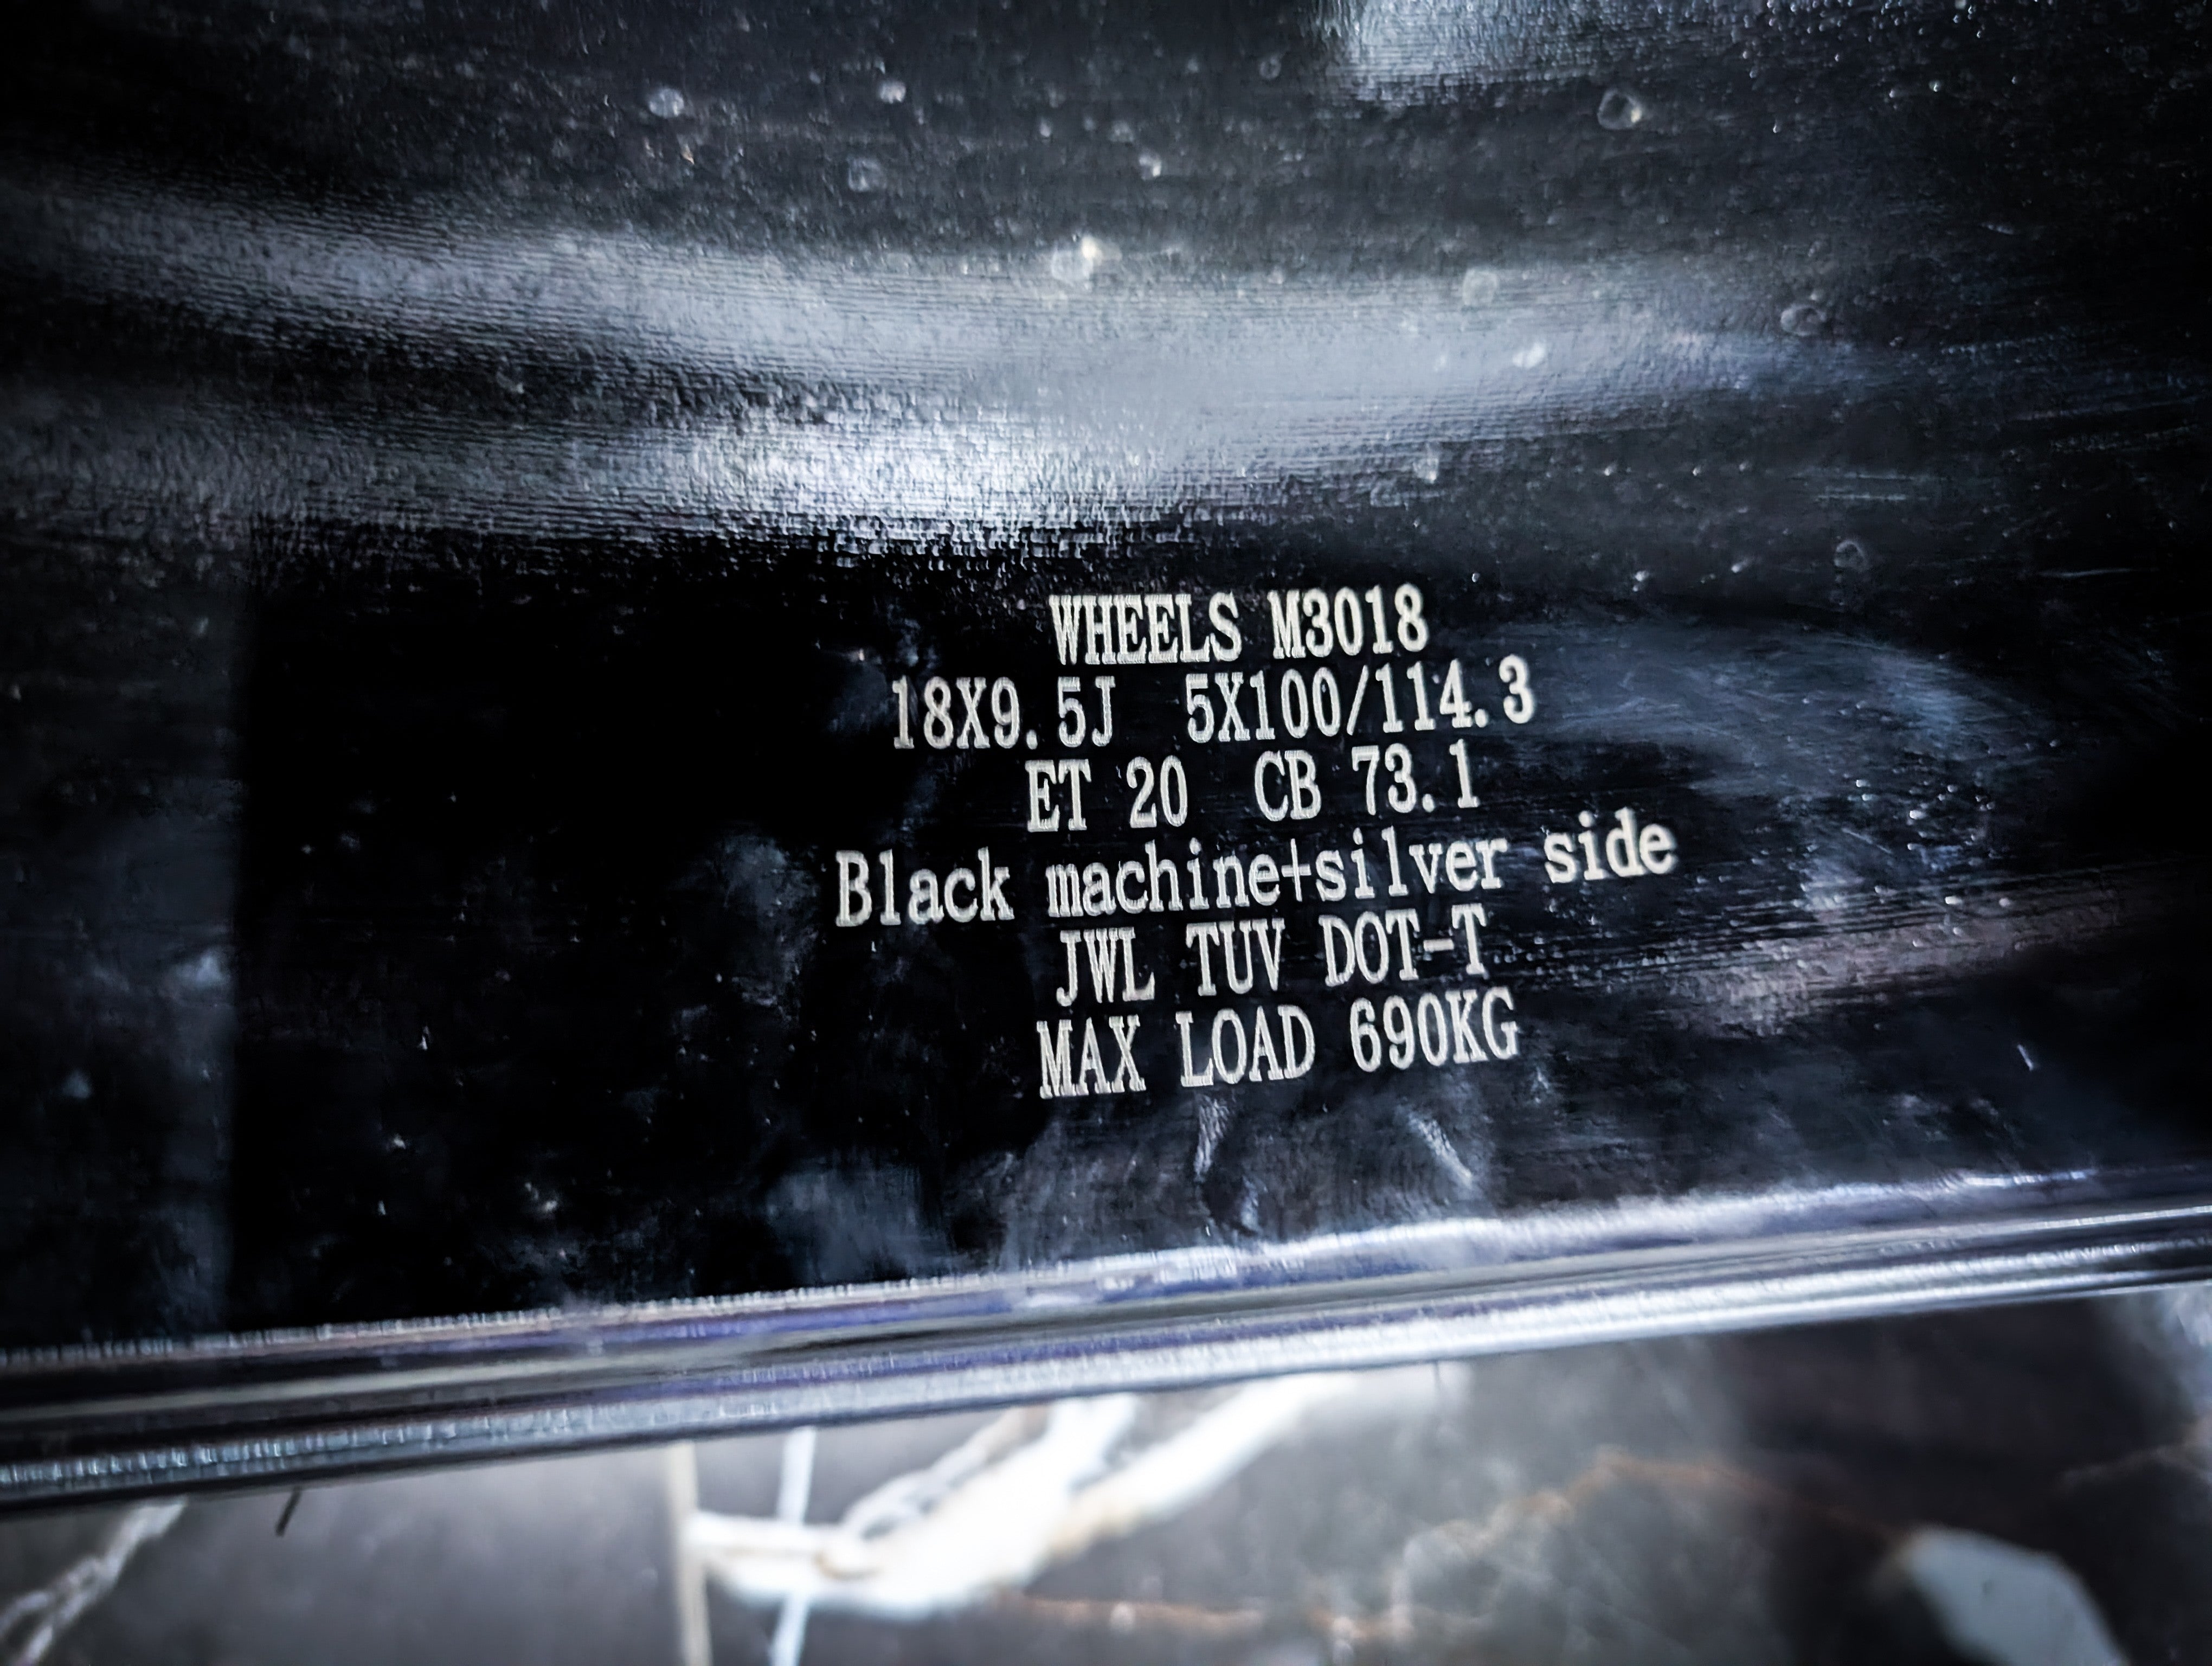 WHEELS M3018
18X9.5J 5X100/114.3
ET 20 CB 73.1
Black machine+silver side
JWL TUV DOT-T
MAX LOAD 690KG